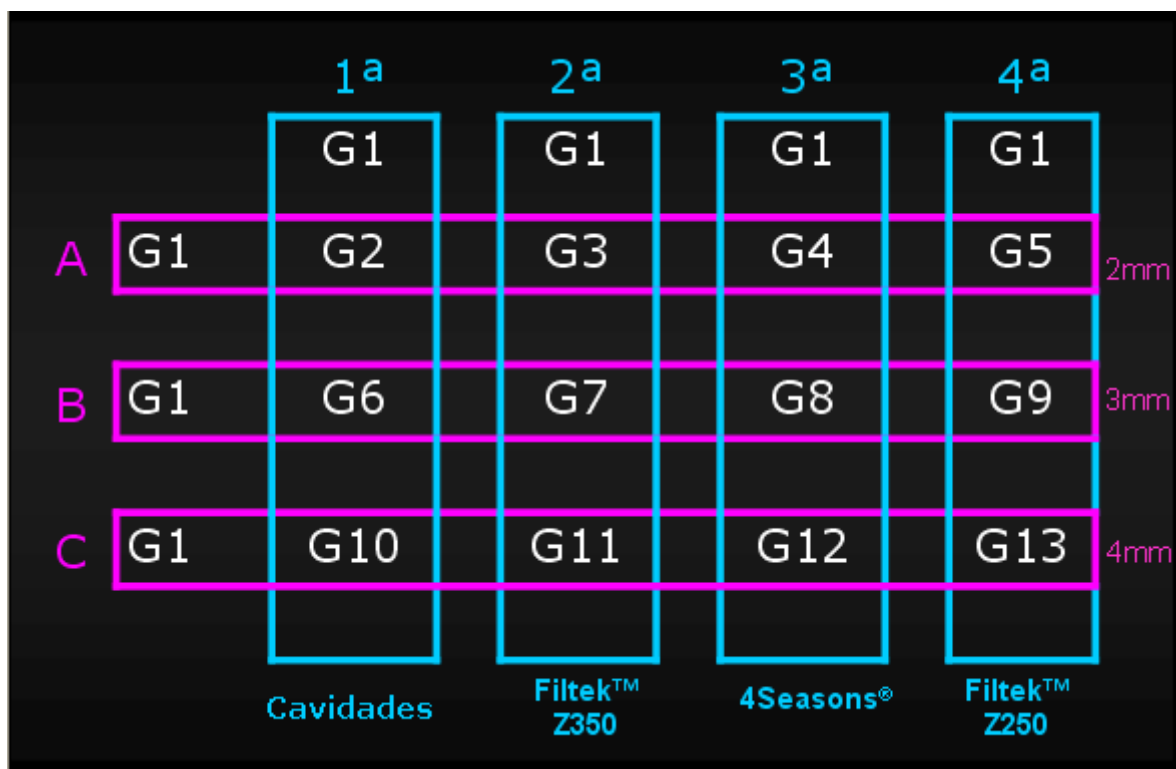 1ª 2ª 3ª 4ª
G1 G1 G1 G1
A G1 G2 G3 G4 G5 2mm
B G1 G6 G7 G8 G9 3mm
C G1 G10 G11 G12 G13 4mm
Cavidades Filtek™ Z350 4Seasons® Filtek™ Z250